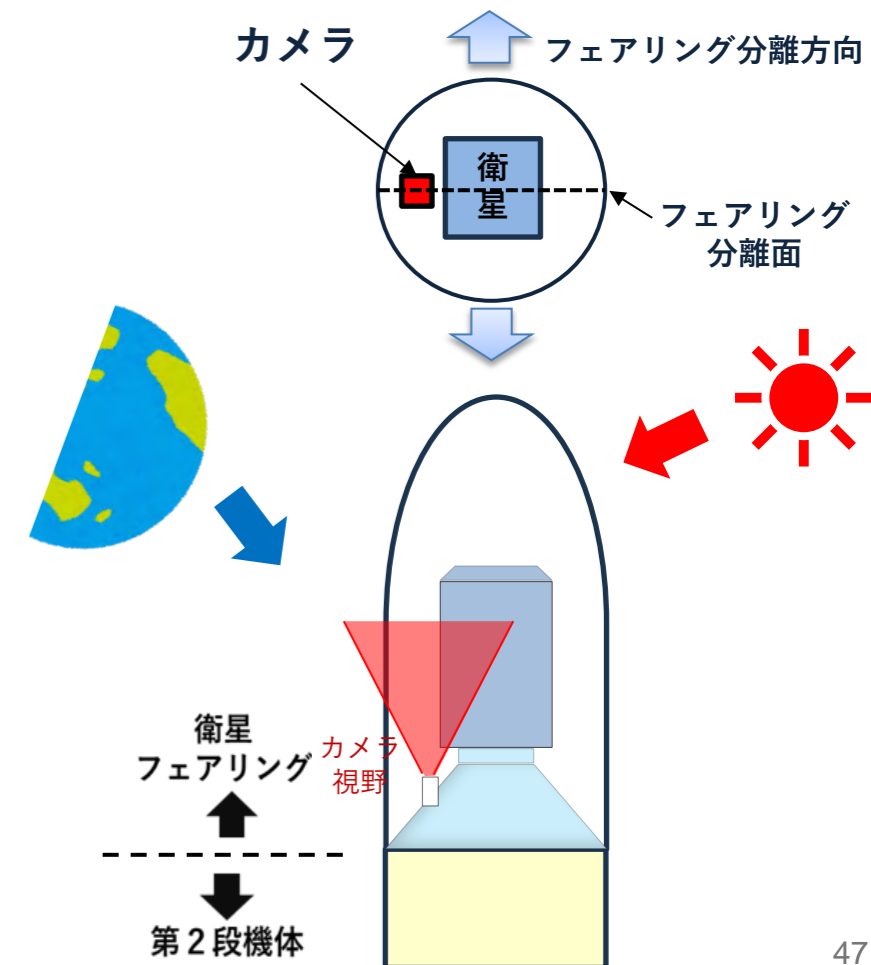 カメラ
フェアリング分離方向
衛
星
フェアリング
分離面
衛星
フェアリング
カメラ
視野
第２段機体
47